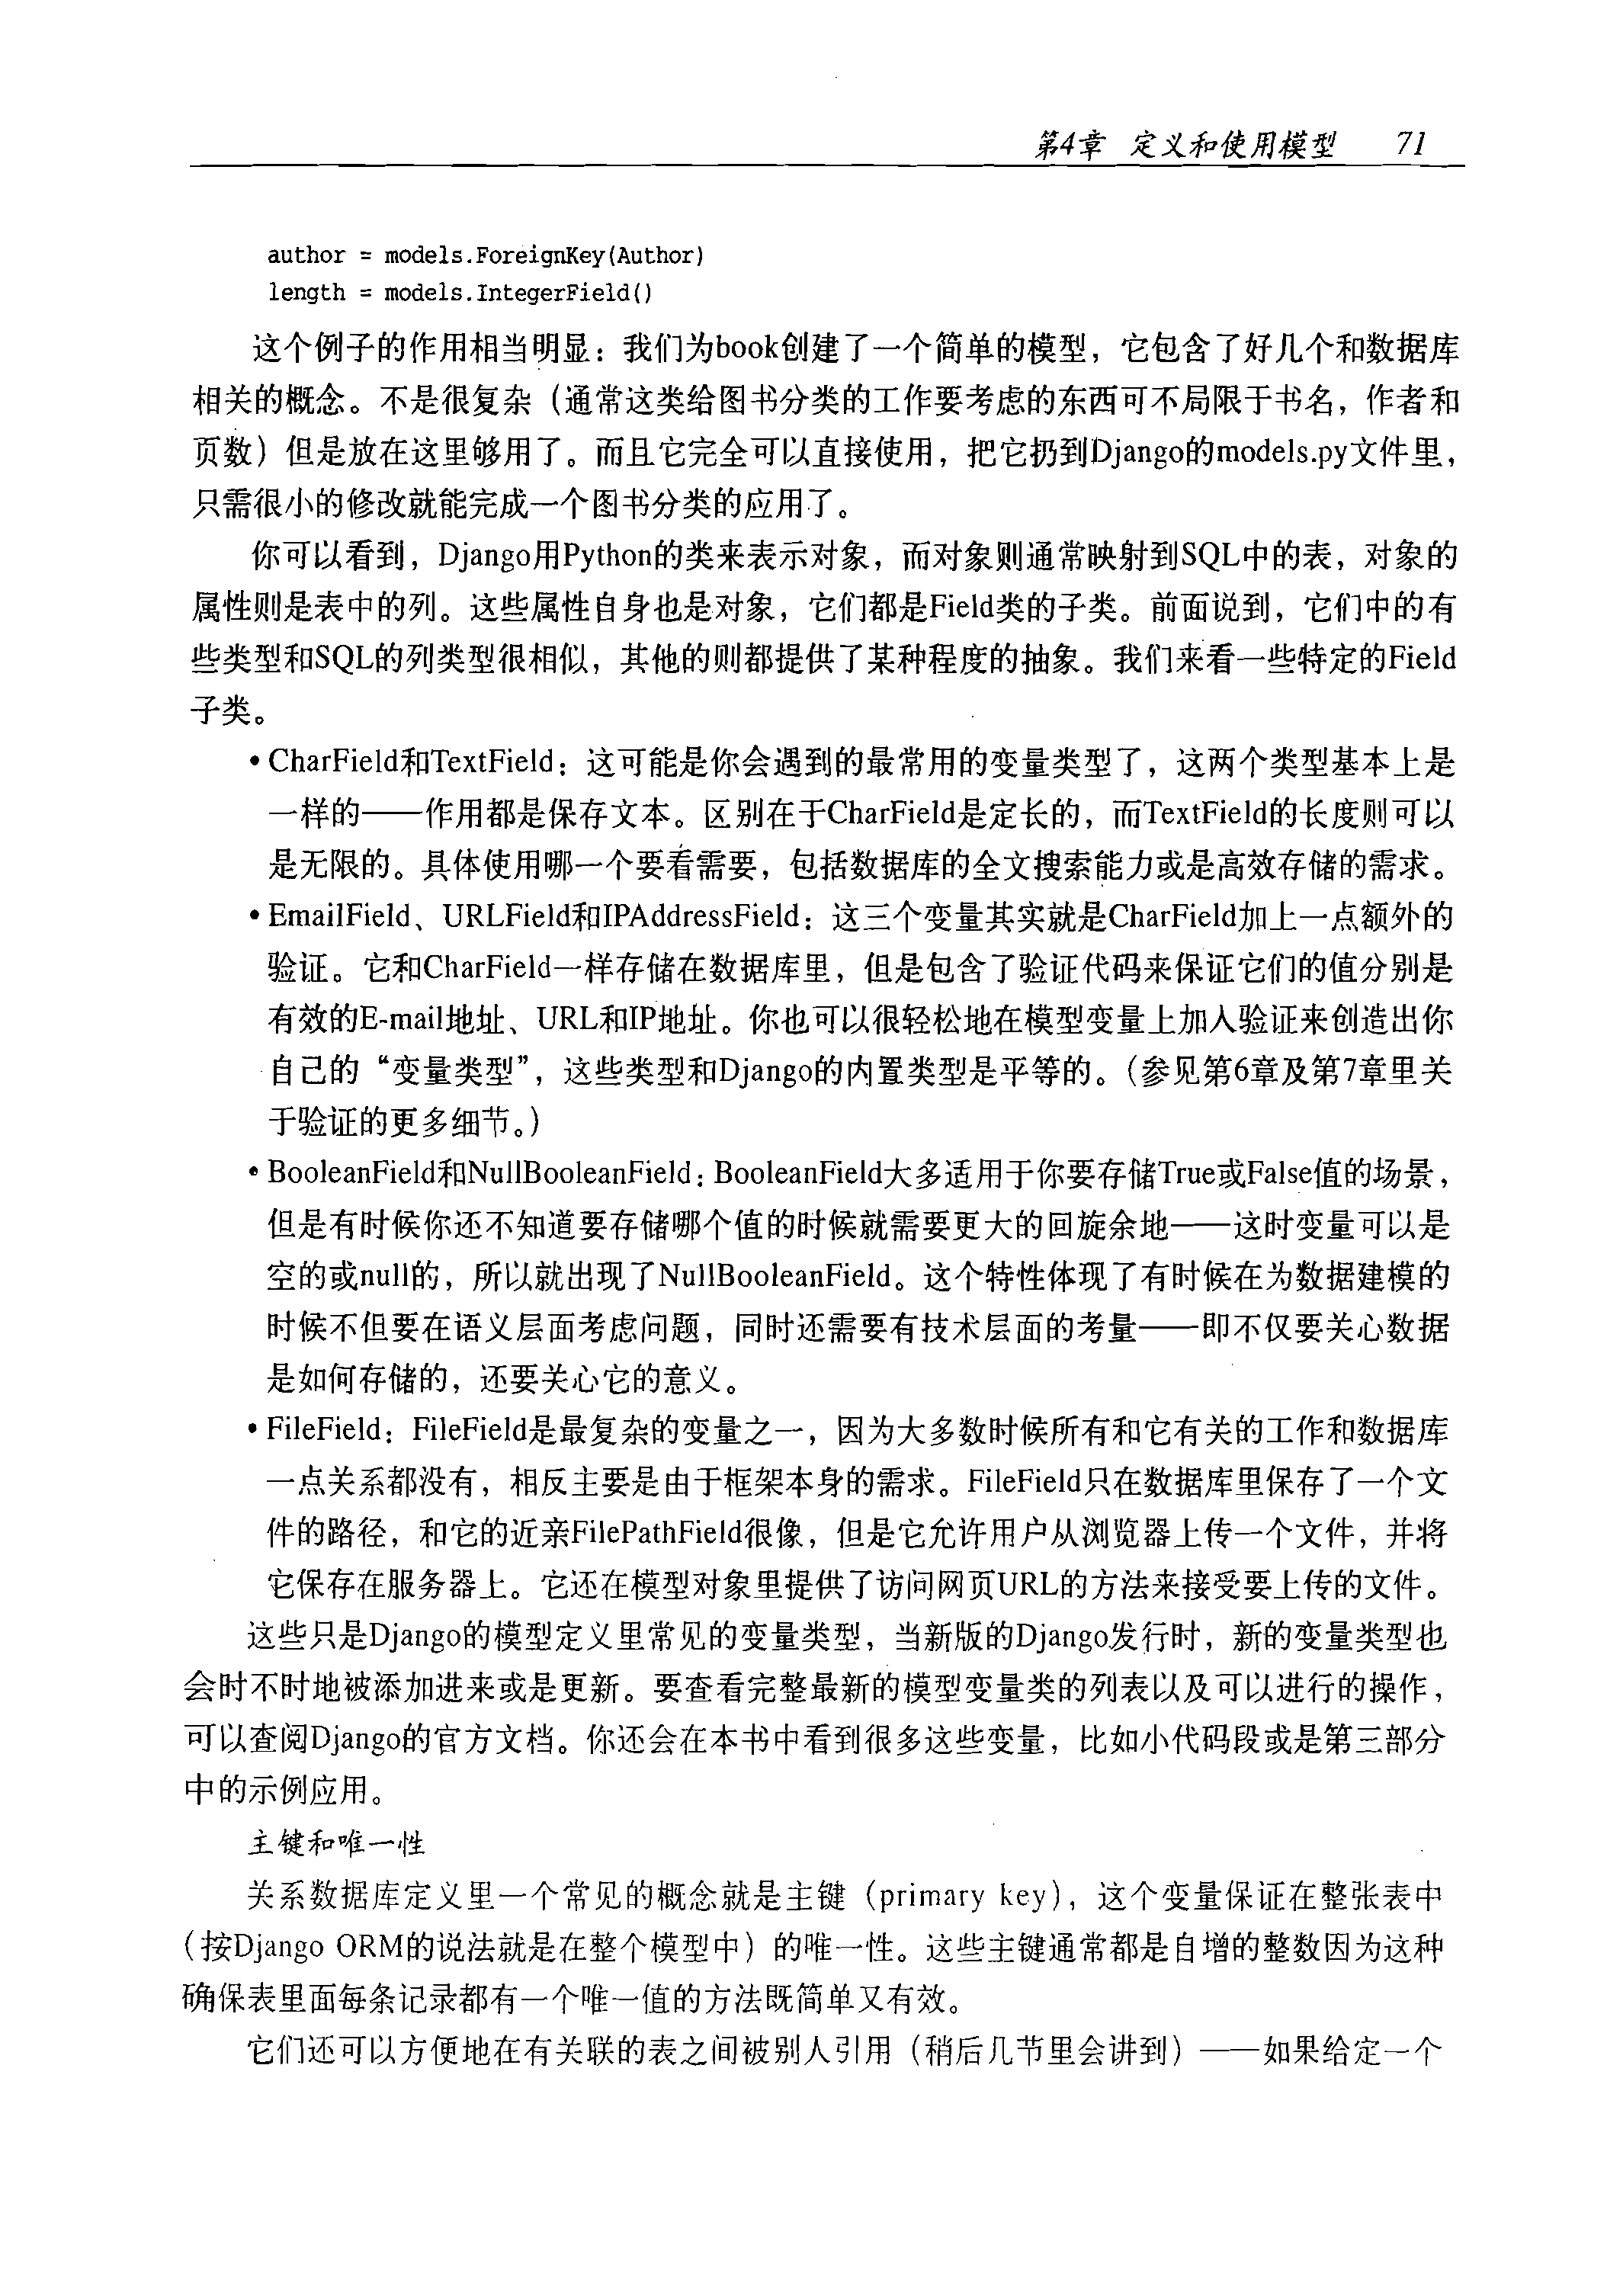 第4章 定义和使用模型 71
author = models.ForeignKey(Author)
length = models.IntegerField()
这个例子的作用相当明显：我们为book创建了一个简单的模型，它包含了好几个和数据库
相关的概念。不是很复杂（通常这类给图书分类的工作要考虑的东西可不局限于书名，作者和
页数）但是放在这里够用了。而且它完全可以直接使用，把它扔到Django的models.py文件里，
只需很小的修改就能完成一个图书分类的应用了。
你可以看到，Django用Python的类来表示对象，而对象则通常映射到SQL中的表，对象的
属性则是表中的列。这些属性自身也是对象，它们都是Field类的子类。前面说到，它们中的有
些类型和SQL的列类型很相似，其他的则都提供了某种程度的抽象。我们来看一些特定的Field
子类。
•CharField和TextField：这可能是你会遇到的最常用的变量类型了，这两个类型基本上是
一样的——作用都是保存文本。区别在于CharField是定长的，而TextField的长度则可以
是无限的。具体使用哪一个要看需要，包括数据库的全文搜索能力或是高效存储的需求。
•EmailField、URLField和IPAddressField：这三个变量其实就是CharField加上一点额外的
验证。它和CharField一样存储在数据库里，但是包含了验证代码来保证它们的值分别是
有效的E-mail地址、URL和IP地址。你也可以很轻松地在模型变量上加入验证来创造出你
自己的“变量类型”，这些类型和Django的内置类型是平等的。（参见第6章及第7章里关
于验证的更多细节。）
•BooleanField和NullBooleanField：BooleanField大多适用于你要存储True或False值的场景，
但是有时候你还不知道要存储哪个值的时候就需要更大的回旋余地——这时变量可以是
空的或null的，所以就出现了NullBooleanField。这个特性体现了有时候在为数据建模的
时候不但要在语义层面考虑问题，同时还需要有技术层面的考量——即不仅要关心数据
是如何存储的，还要关心它的意义。
•FileField：FileField是最复杂的变量之一，因为大多数时候所有和它有关的工作和数据库
一点关系都没有，相反主要是由于框架本身的需求。FileField只在数据库里保存了一个文
件的路径，和它的近亲FilePathField很像，但是它允许用户从浏览器上传一个文件，并将
它保存在服务器上。它还在模型对象里提供了访问网页URL的方法来接受要上传的文件。
这些只是Django的模型定义里常见的变量类型，当新版的Django发行时，新的变量类型也
会时不时地被添加进来或是更新。要查看完整最新的模型变量类的列表以及可以进行的操作，
可以查阅Django的官方文档。你还会在本书中看到很多这些变量，比如小代码段或是第三部分
中的示例应用。
主键和唯一性
关系数据库定义里一个常见的概念就是主键（primary key），这个变量保证在整张表中
（按Django ORM的说法就是在整个模型中）的唯一性。这些主键通常都是自增的整数因为这种
确保表里面每条记录都有一个唯一值的方法既简单又有效。
它们还可以方便地在有关联的表之间被别人引用（稍后几节里会讲到）——如果给定一个